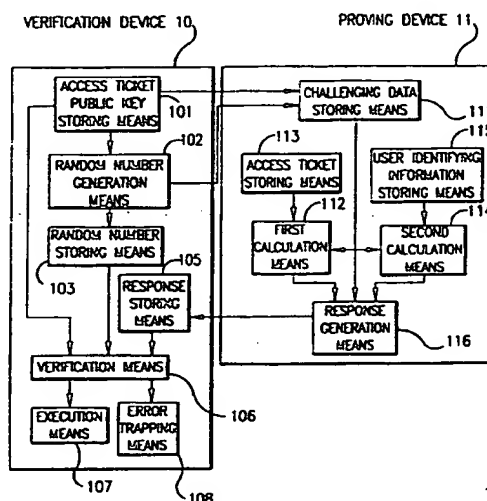 VERIFICATION DEVICE 10
PROVING DEVICE 11
ACCESS TICKET
PUBLIC KEY
STORING MEANS
101
102
RANDOM NUMBER
GENERATION
MEANS
RANDOM NUMBER
STORING MEANS
103
105
RESPONSE
STORING
MEANS
VERIFICATION MEANS
106
EXECUTION
MEANS
107
ERROR
TRAPPING
MEANS
108
CHALLENGING DATA
STORING MEANS
11
113
ACCESS TICKET
STORING MEANS
115
USER IDENTIFYING
INFORMATION
STORING MEANS
112
FIRST
CALCULATION
MEANS
114
SECOND
CALCULATION
MEANS
RESPONSE
GENERATION
MEANS
116